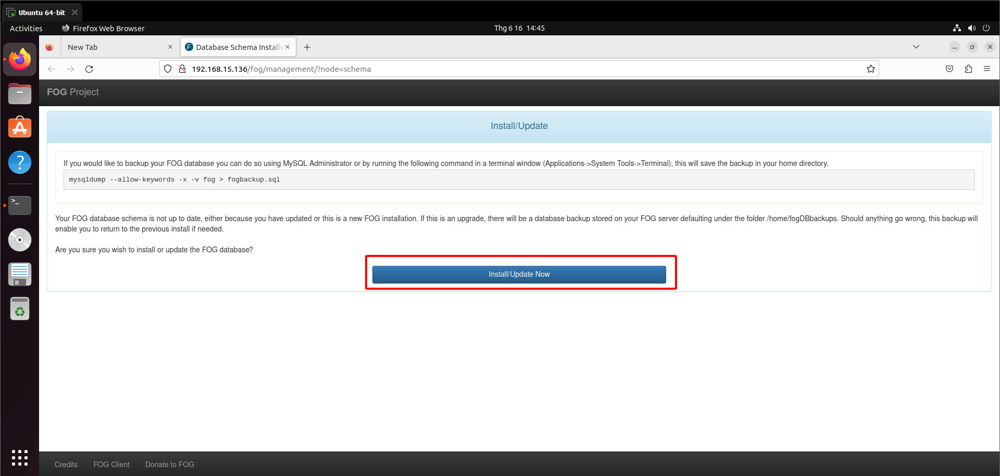 Ubuntu 64-bit
Activities
Firefox Web Browser
Thg 6 16 14:45
New Tab
Database Schema Installe
192.168.15.136/fog/management/?node=schema
FOG Project
Install/Update
If you would like to backup your FOG database you can do so using MySQL Administrator or by running the following command in a terminal window (Applications->System Tools->Terminal), this will save the backup in your home directory.
mysqldump --allow-keywords -x -v fog > fogbackup.sql
Your FOG database schema is not up to date, either because you have updated or this is a new FOG installation. If this is an upgrade, there will be a database backup stored on your FOG server defaulting under the folder /home/fogDBbackups. Should anything go wrong, this backup will
enable you to return to the previous install if needed.
Are you sure you wish to install or update the FOG database?
Install/Update Now
Credits
FOG Client
Donate to FOG